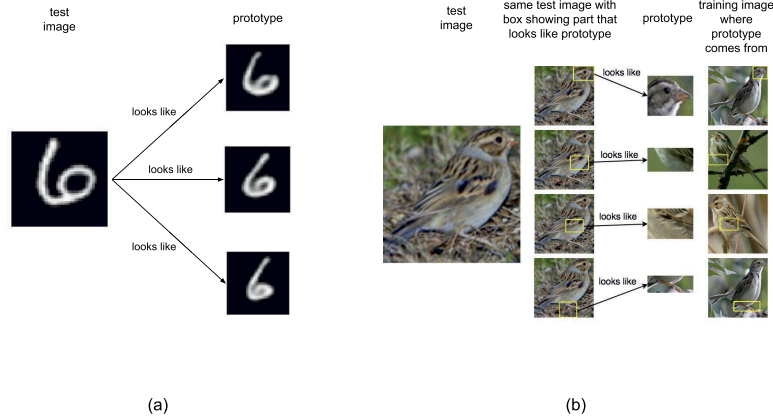 test
image
prototype
looks like
looks like
looks like
(a)
test
image
same test image with
box showing part that
looks like prototype
prototype
training image
where
prototype
comes from
looks like
looks like
looks like
looks like
(b)